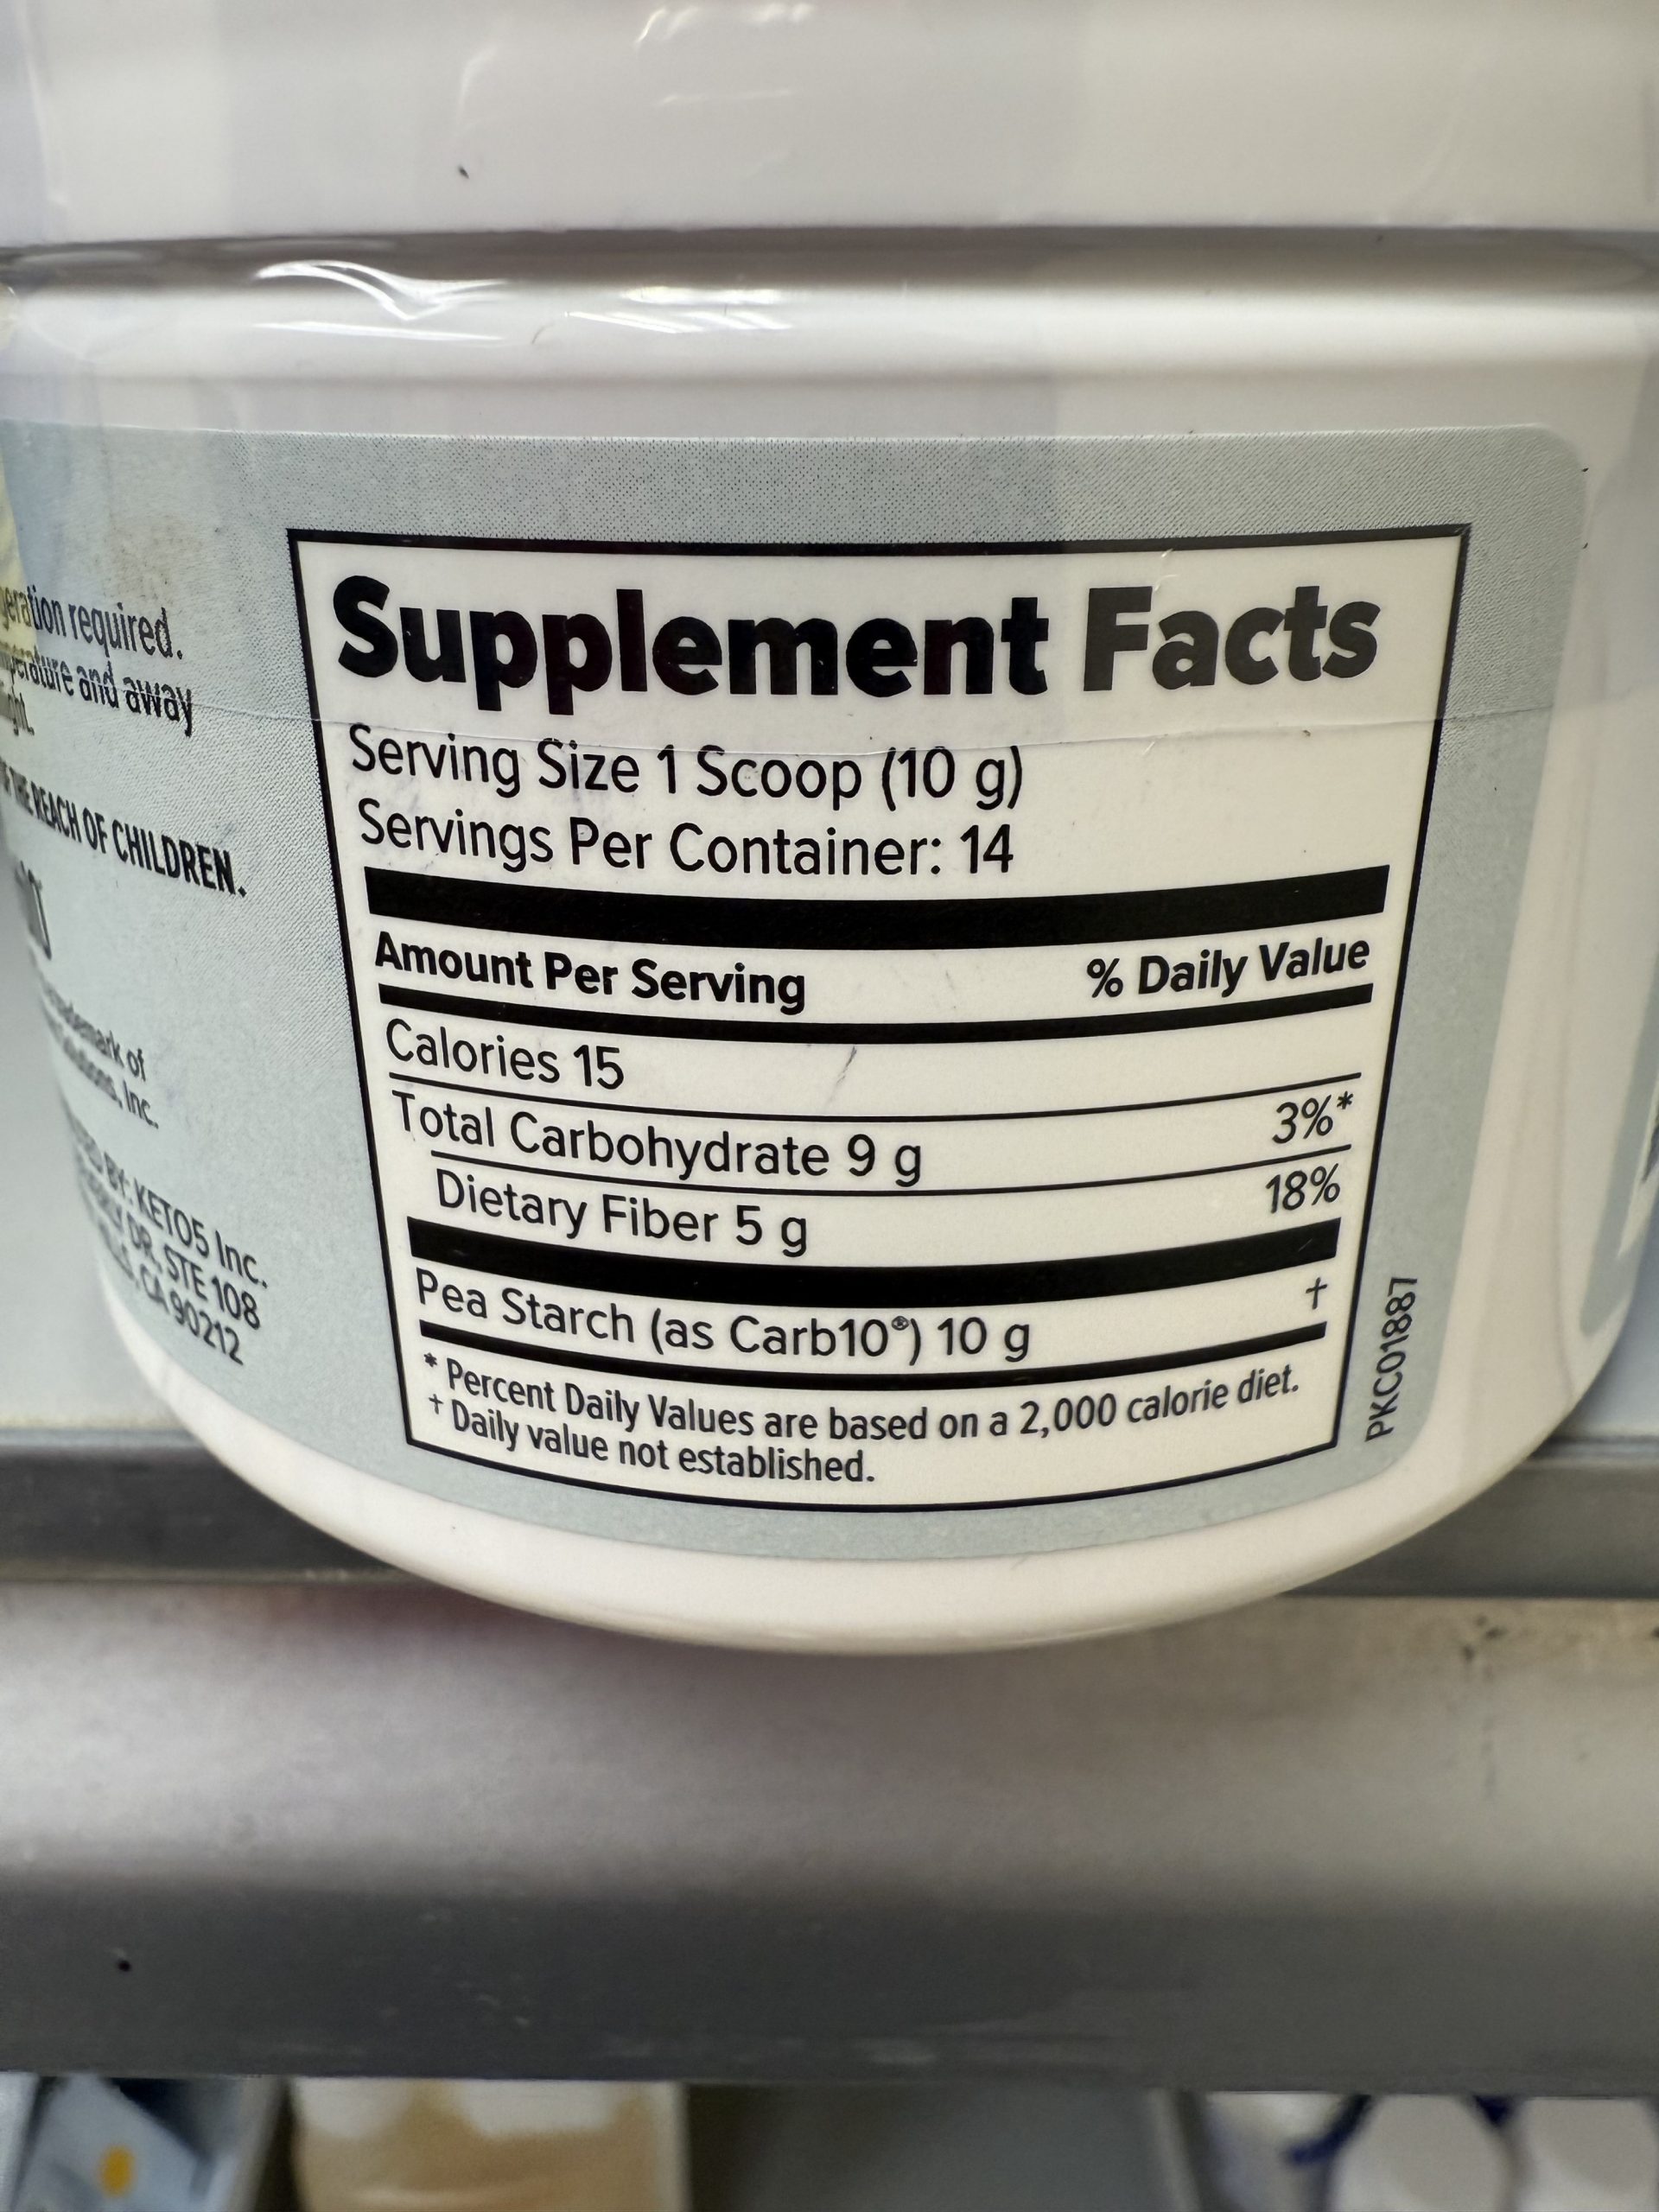 required.
and away
REACH OF CHILDREN.
of
Inc.
BY: KETO5 Inc.
DR, STE 108
CA 90212
Supplement Facts
Serving Size 1 Scoop (10 g)
Servings Per Container: 14
Amount Per Serving % Daily Value
Calories 15
Total Carbohydrate 9 g 3%*
Dietary Fiber 5 g 18%
Pea Starch (as Carb10®) 10 g †
* Percent Daily Values are based on a 2,000 calorie diet.
† Daily value not established.
PKC01887